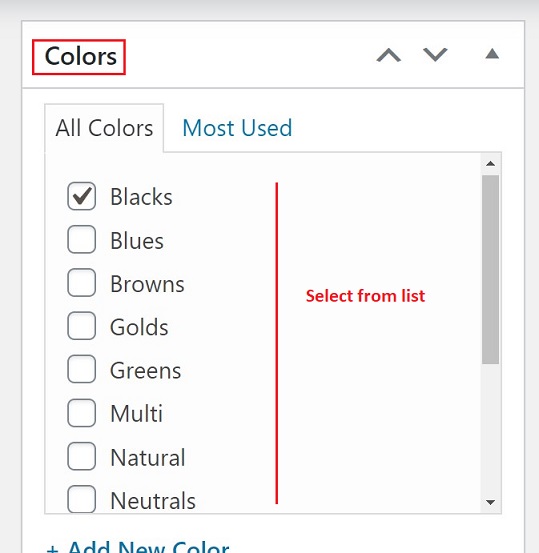 Colors
All Colors Most Used
Blacks
Blues
Browns
Select from list
Golds
Greens
Multi
Natural
Neutrals
+ Add New Color